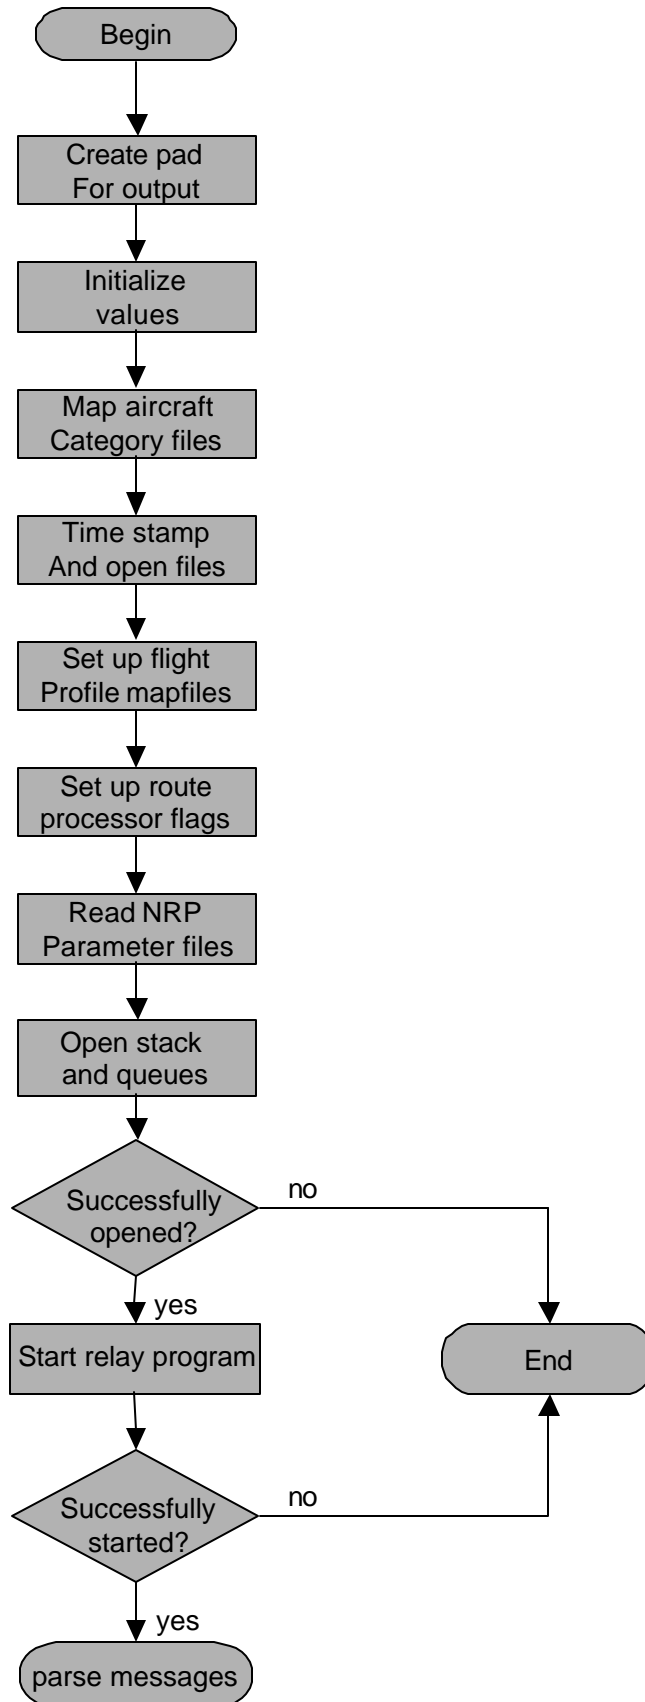 Begin
Create pad
For output
Initialize
values
Map aircraft
Category files
Time stamp
And open files
Set up flight
Profile mapfiles
Set up route
processor flags
Read NRP
Parameter files
Open stack
and queues
Successfully
opened?
no
yes
Start relay program
End
Successfully
started?
no
yes
parse messages